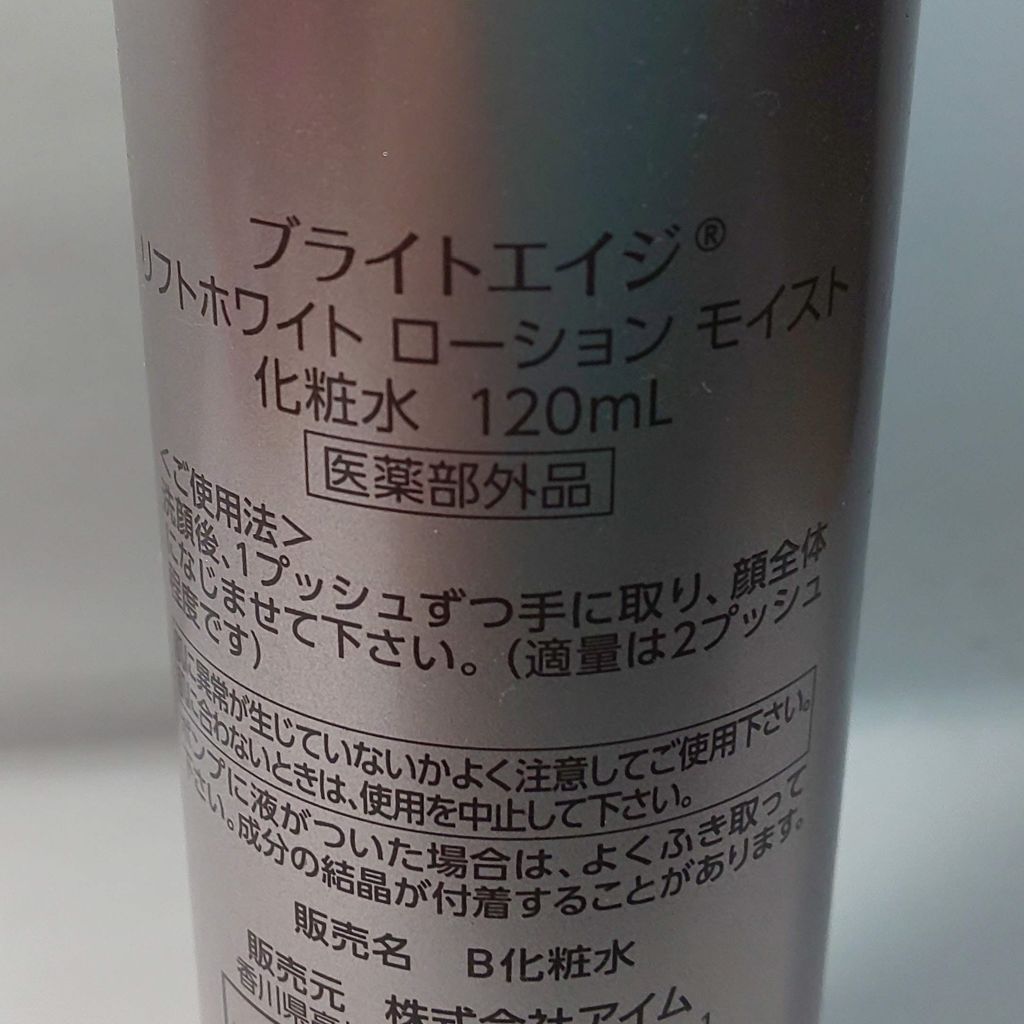 ブライトエイジ®
リフトホワイト ローション モイスト
化粧水 120mL
医薬部外品
〈ご使用法〉
洗顔後、1プッシュずつ手に取り、顔全体
になじませて下さい。(適量は2プッシュ
程度です)
に異常が生じていないかよく注意してご使用下さい。
に合わないときは、使用を中止して下さい。
ンプに液がついた場合は、よくふき取って
下さい。成分の結晶が付着することがあります。
販売名 B化粧水
販売元 株式会社アイム
香川県高